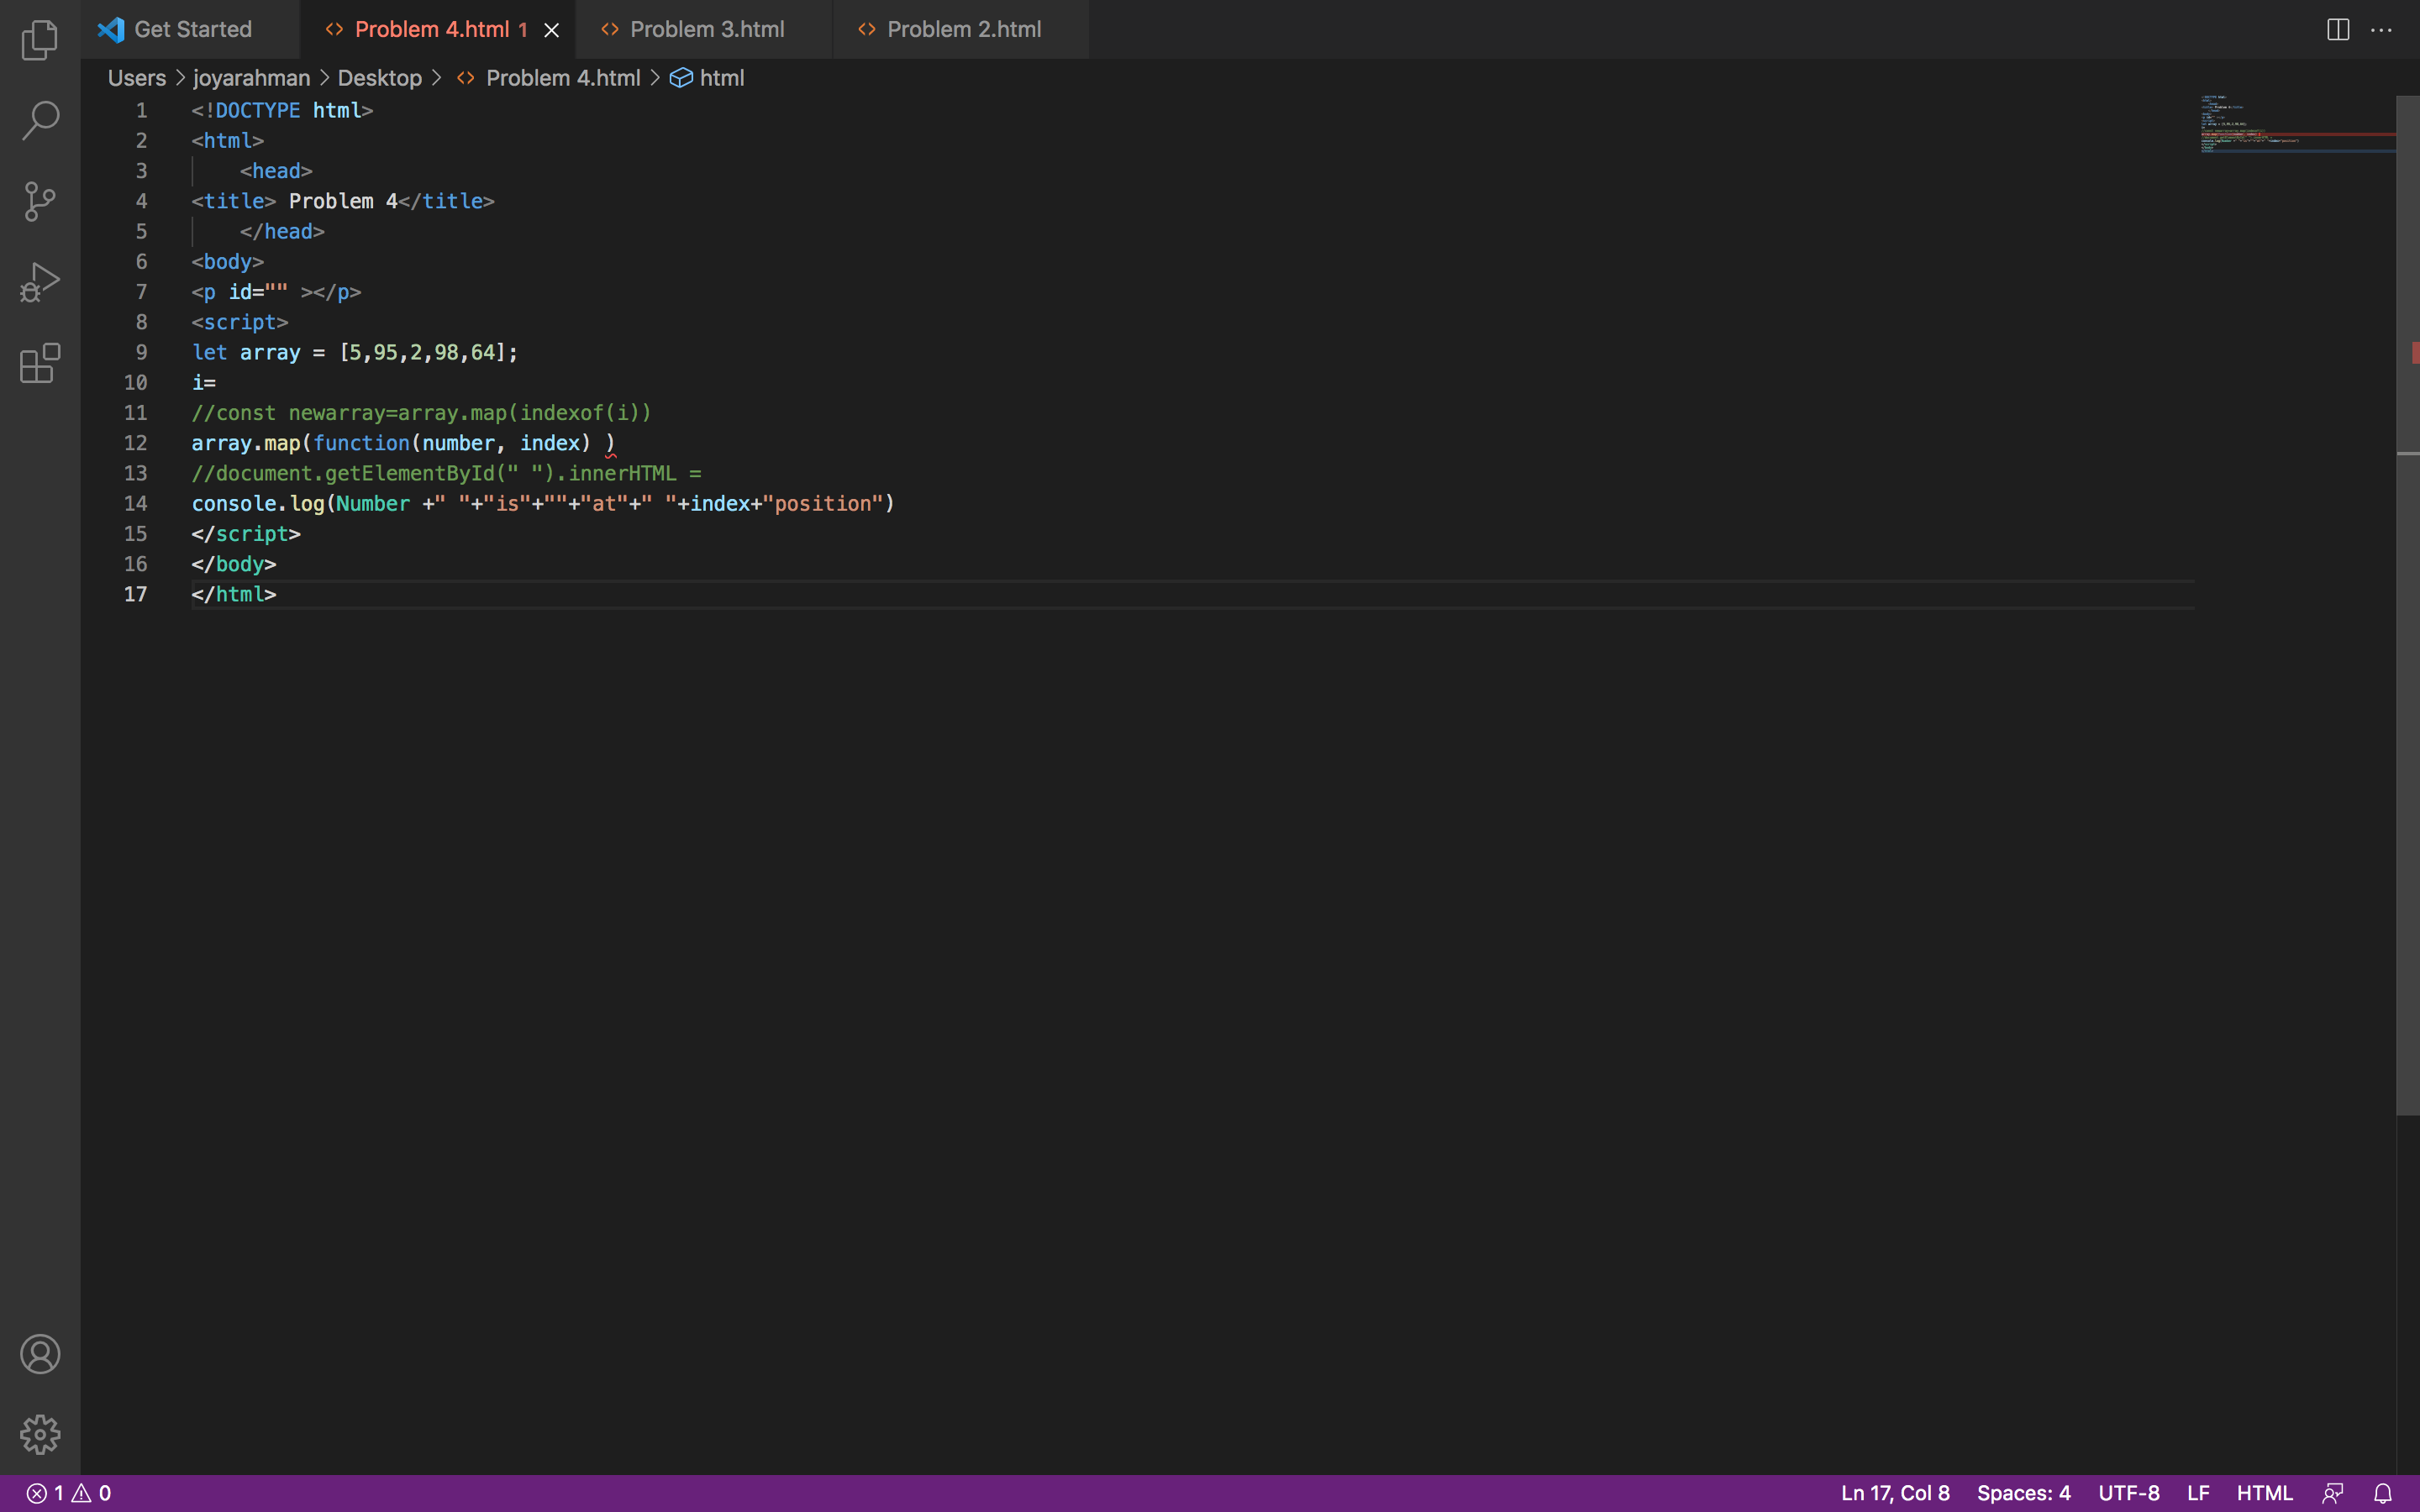 Get Started Problem 4.html 1 Problem 3.html Problem 2.html
Users > joyarahman > Desktop > Problem 4.html > html
1 <!DOCTYPE html>
2 <html>
3     <head>
4 <title> Problem 4</title>
5     </head>
6 <body>
7 <p id="" ></p>
8 <script>
9 let array = [5,95,2,98,64];
10 i=
11 //const newarray=array.map(indexof(i))
12 array.map(function(number, index) )
13 //document.getElementById(" ").innerHTML =
14 console.log(Number +" "+"is"+""+"at"+" "+index+"position")
15 </script>
16 </body>
17 </html>
1 0 Ln 17, Col 8 Spaces: 4 UTF-8 LF HTML